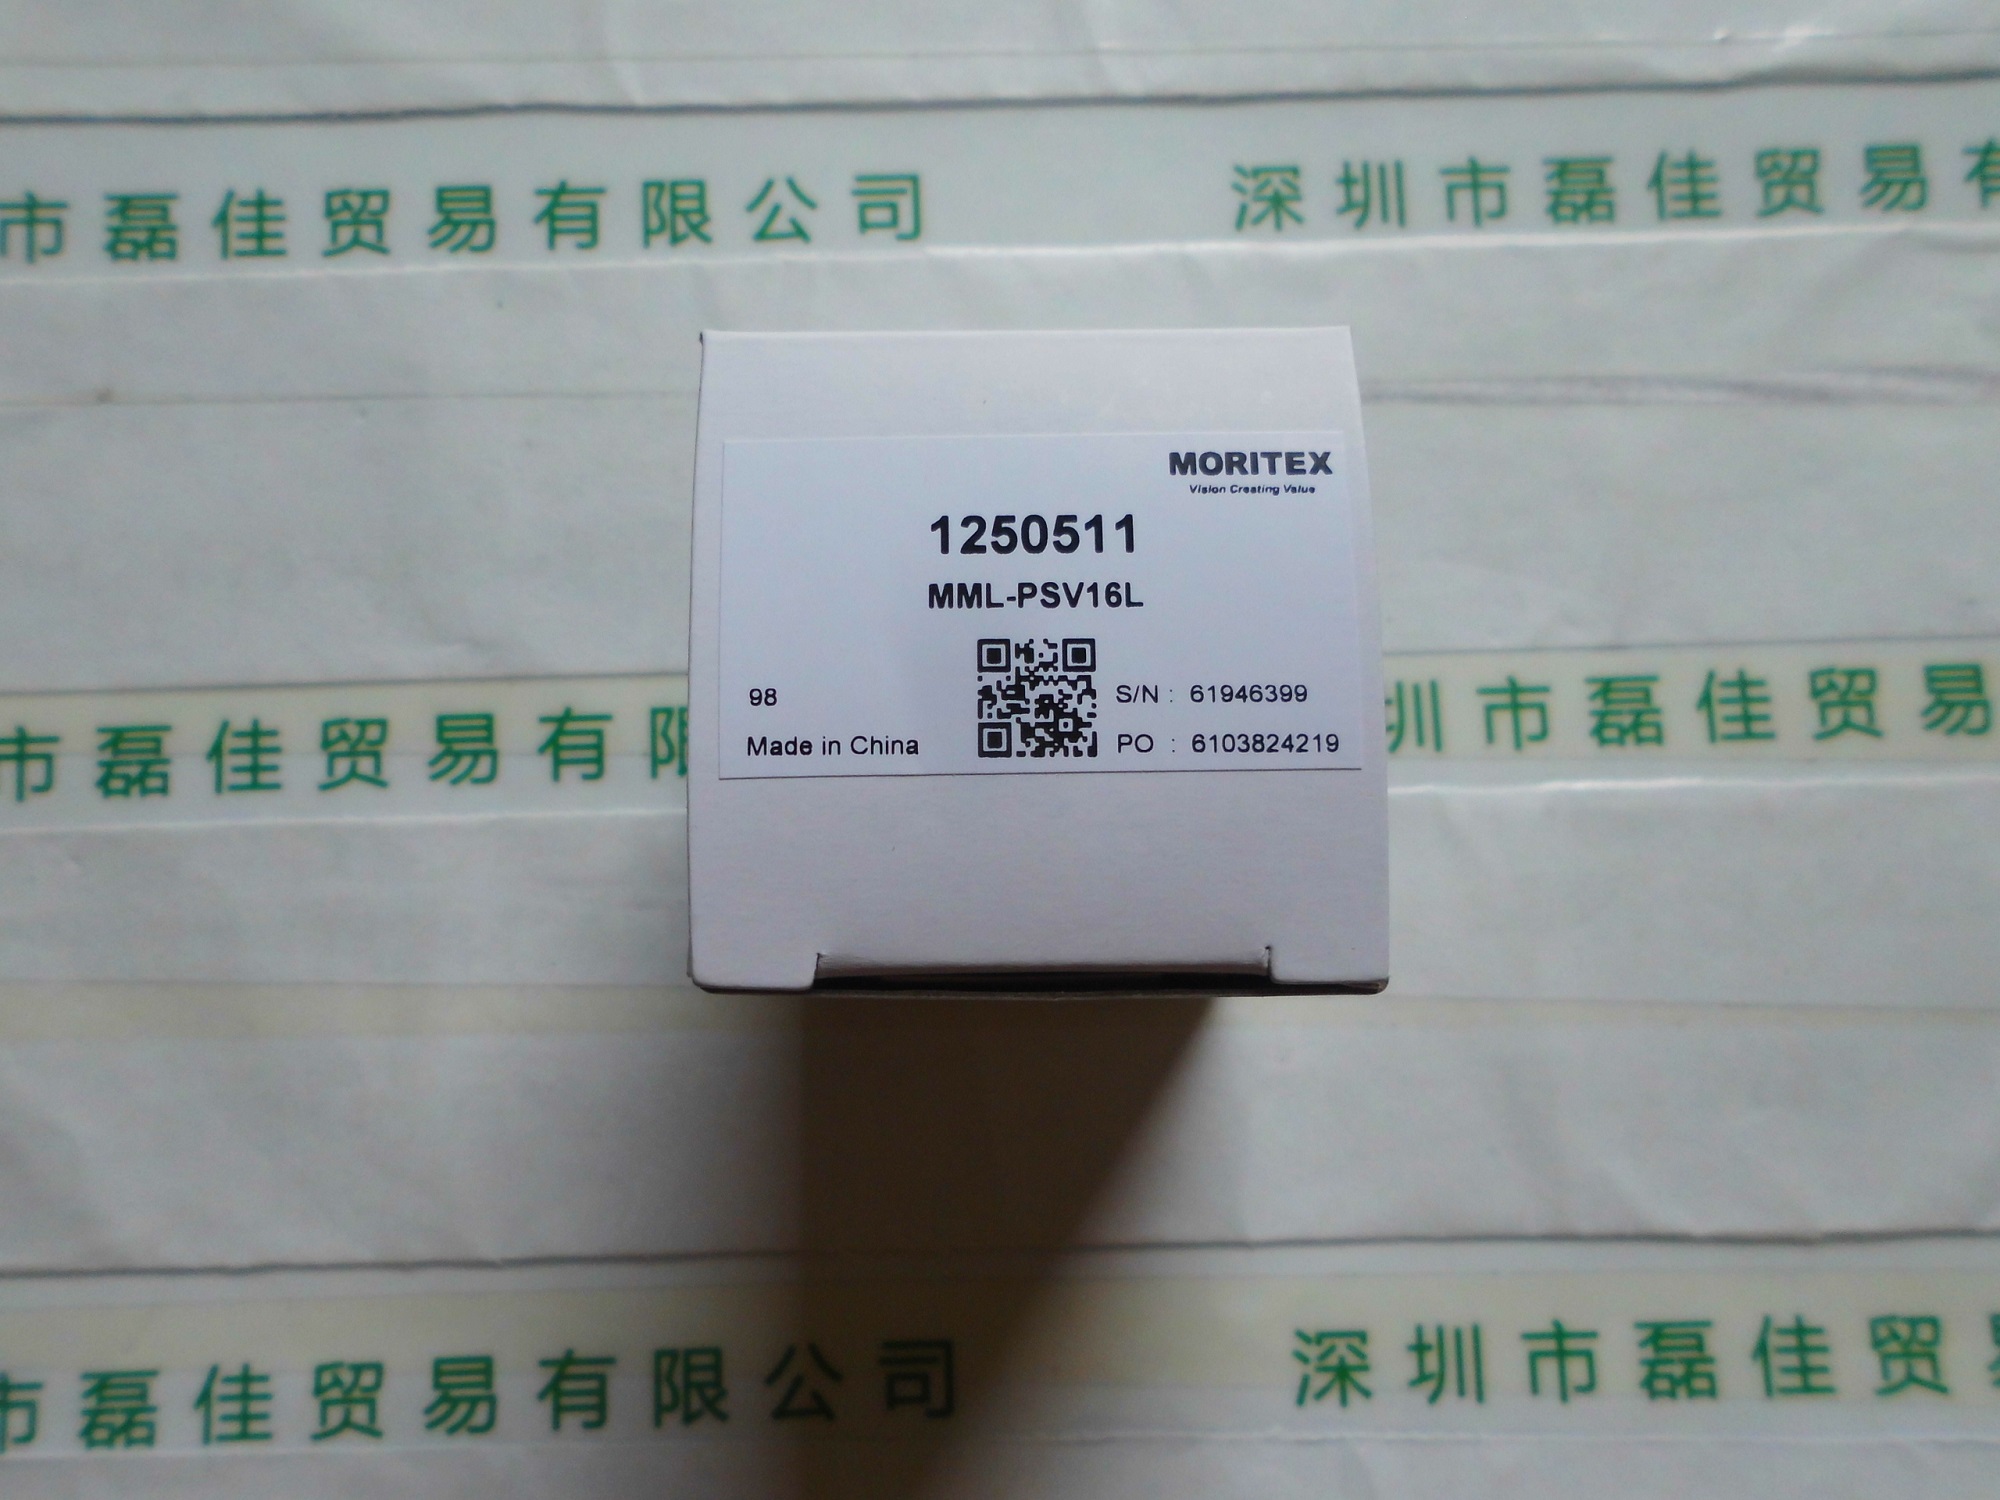 市磊佳贸易有限公司
深圳市磊佳贸易有
MORITEX
Vision Creating Value
1250511
MML-PSV16L
98
S/N : 61946399
Made in China
PO : 6103824219
市磊佳贸易有限
圳市磊佳贸易
市磊佳贸易有限公司
深圳市磊佳贸易